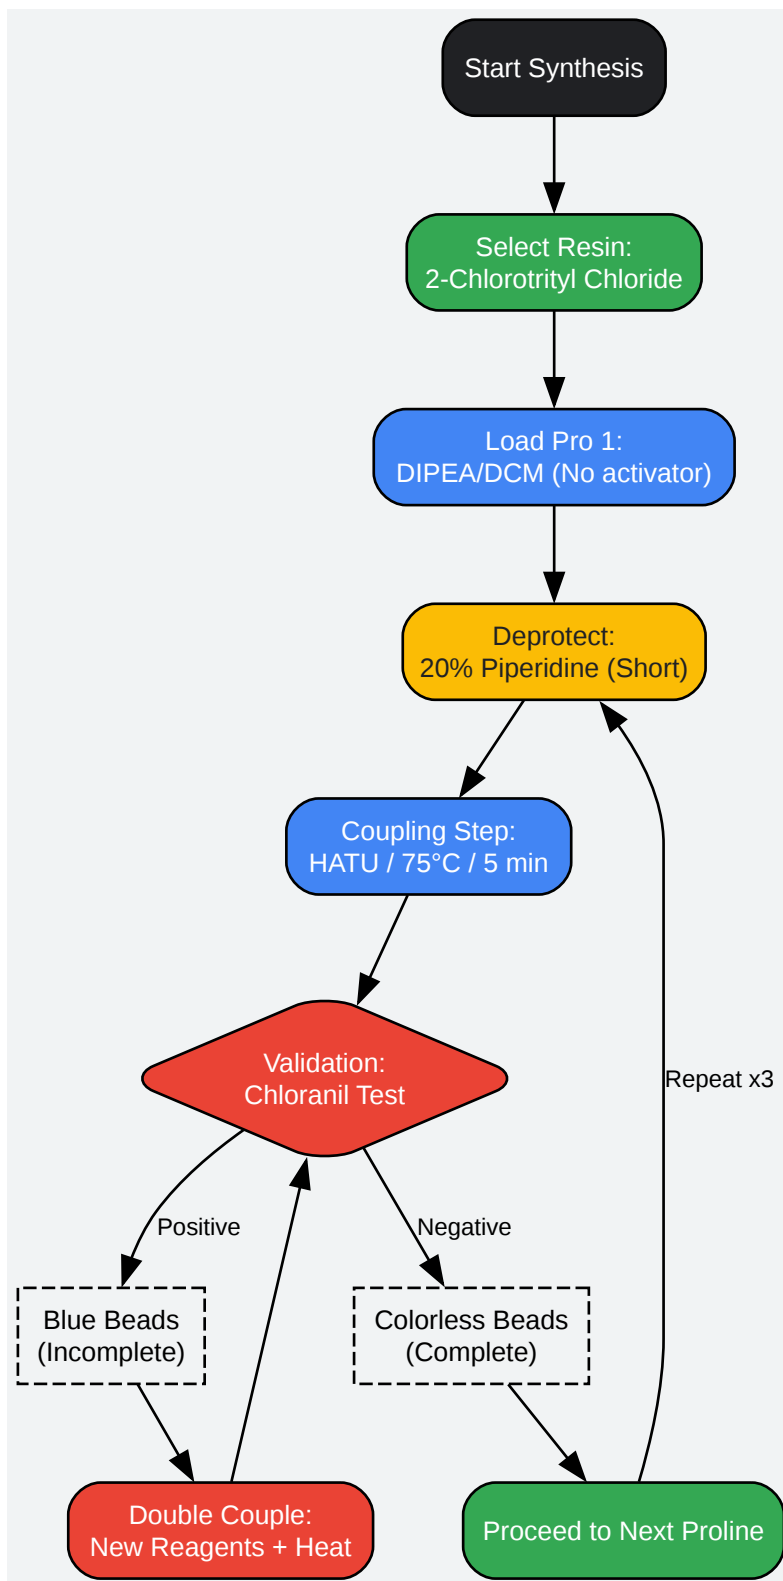 Start Synthesis
Select Resin:
2-Chlorotrityl Chloride
Load Pro 1:
DIPEA/DCM (No activator)
Deprotect:
20% Piperidine (Short)
Coupling Step:
HATU / 75°C / 5 min
Validation:
Chloranil Test
Repeat x3
Positive
Negative
Blue Beads
(Incomplete)
Colorless Beads
(Complete)
Double Couple:
New Reagents + Heat
Proceed to Next Proline